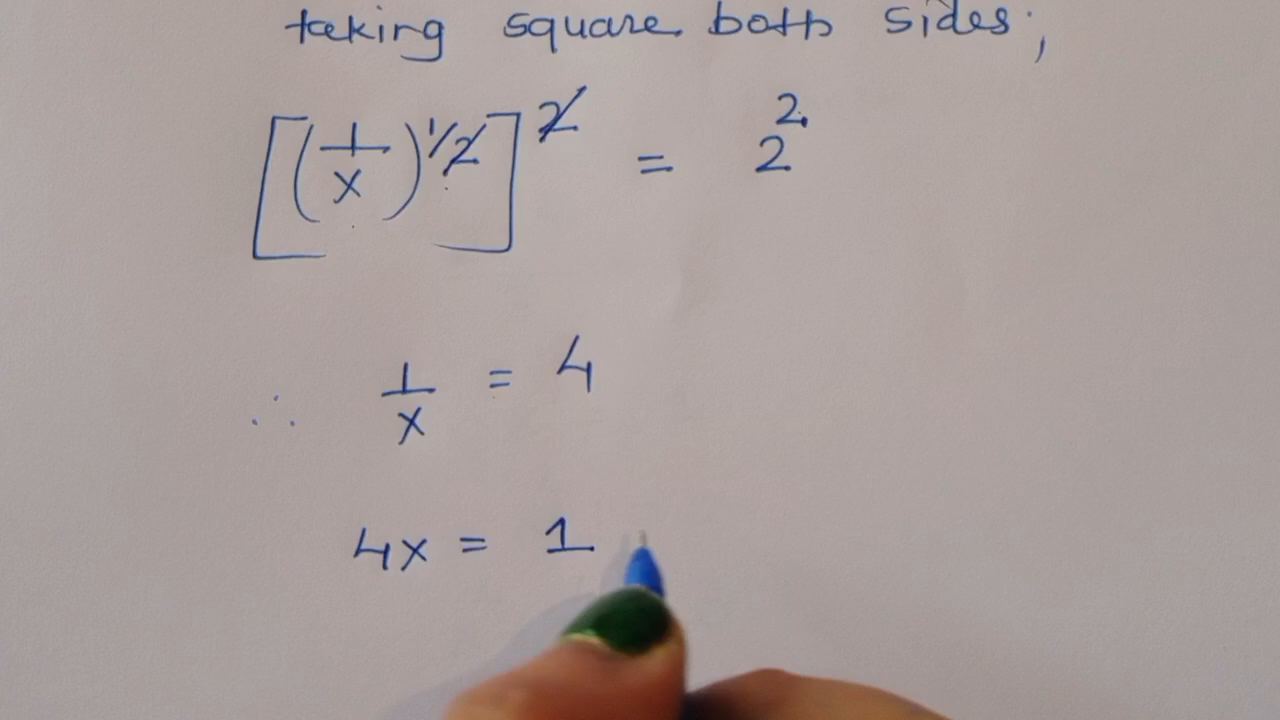 taking square both sides;
[(1/x)^1/2]^2 = 2^2
∴ 1/x = 4
4x = 1